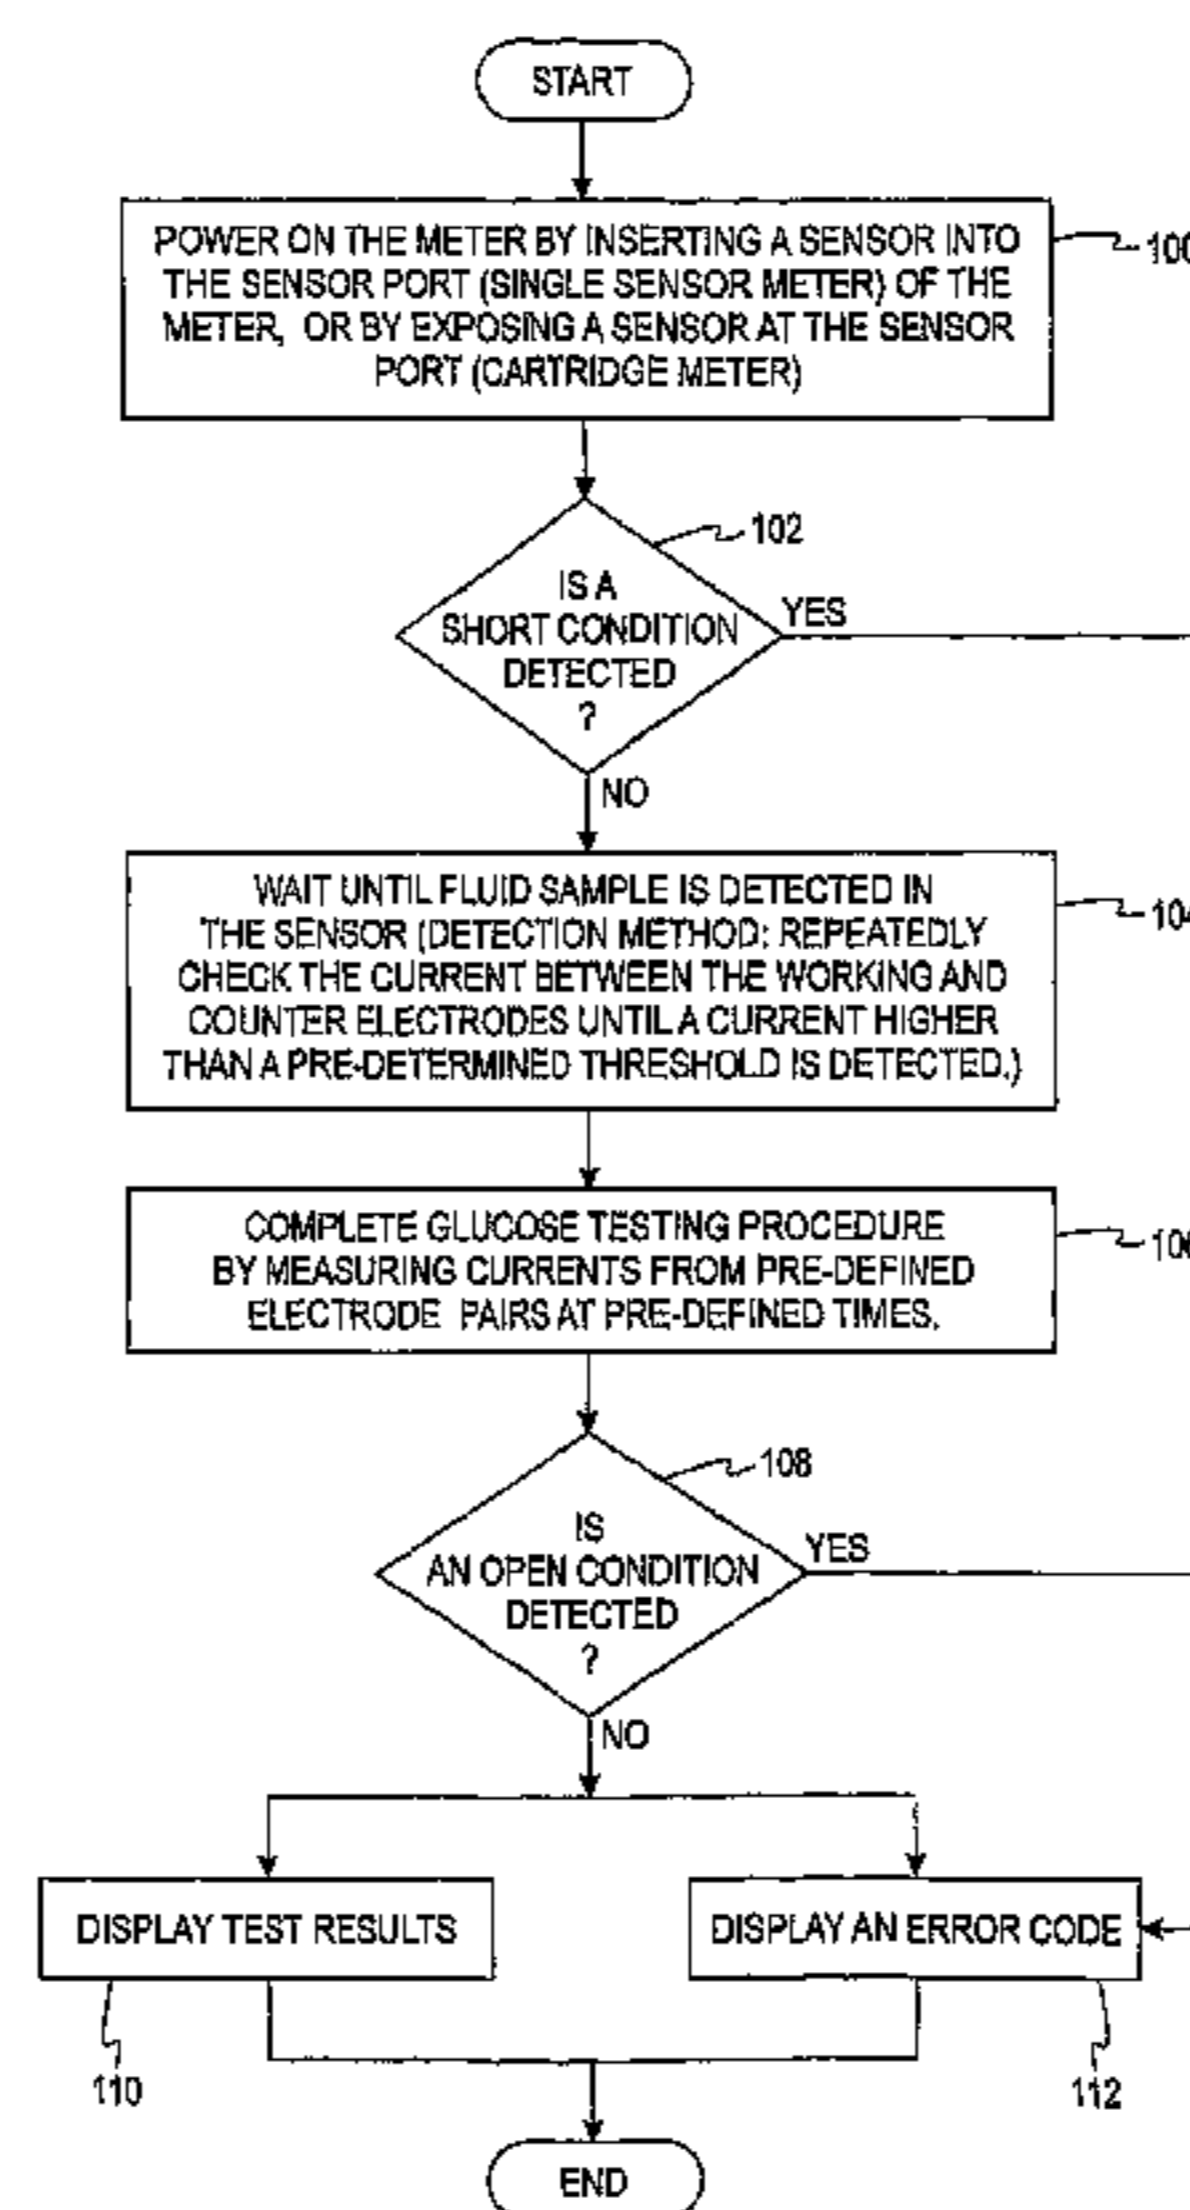 START
POWER ON THE METER BY INSERTING A SENSOR INTO
THE SENSOR PORT (SINGLE SENSOR METER) OF THE
METER, OR BY EXPOSING A SENSOR AT THE SENSOR
PORT (CARTRIDGE METER)
100
IS A
SHORT CONDITION
DETECTED
?
102
YES
NO
WAIT UNTIL FLUID SAMPLE IS DETECTED IN
THE SENSOR (DETECTION METHOD: REPEATEDLY
CHECK THE CURRENT BETWEEN THE WORKING AND
COUNTER ELECTRODES UNTIL A CURRENT HIGHER
THAN A PRE-DETERMINED THRESHOLD IS DETECTED.)
104
COMPLETE GLUCOSE TESTING PROCEDURE
BY MEASURING CURRENTS FROM PRE-DEFINED
ELECTRODE PAIRS AT PRE-DEFINED TIMES.
106
IS
AN OPEN CONDITION
DETECTED
?
108
YES
NO
DISPLAY TEST RESULTS
DISPLAY AN ERROR CODE
110
112
END